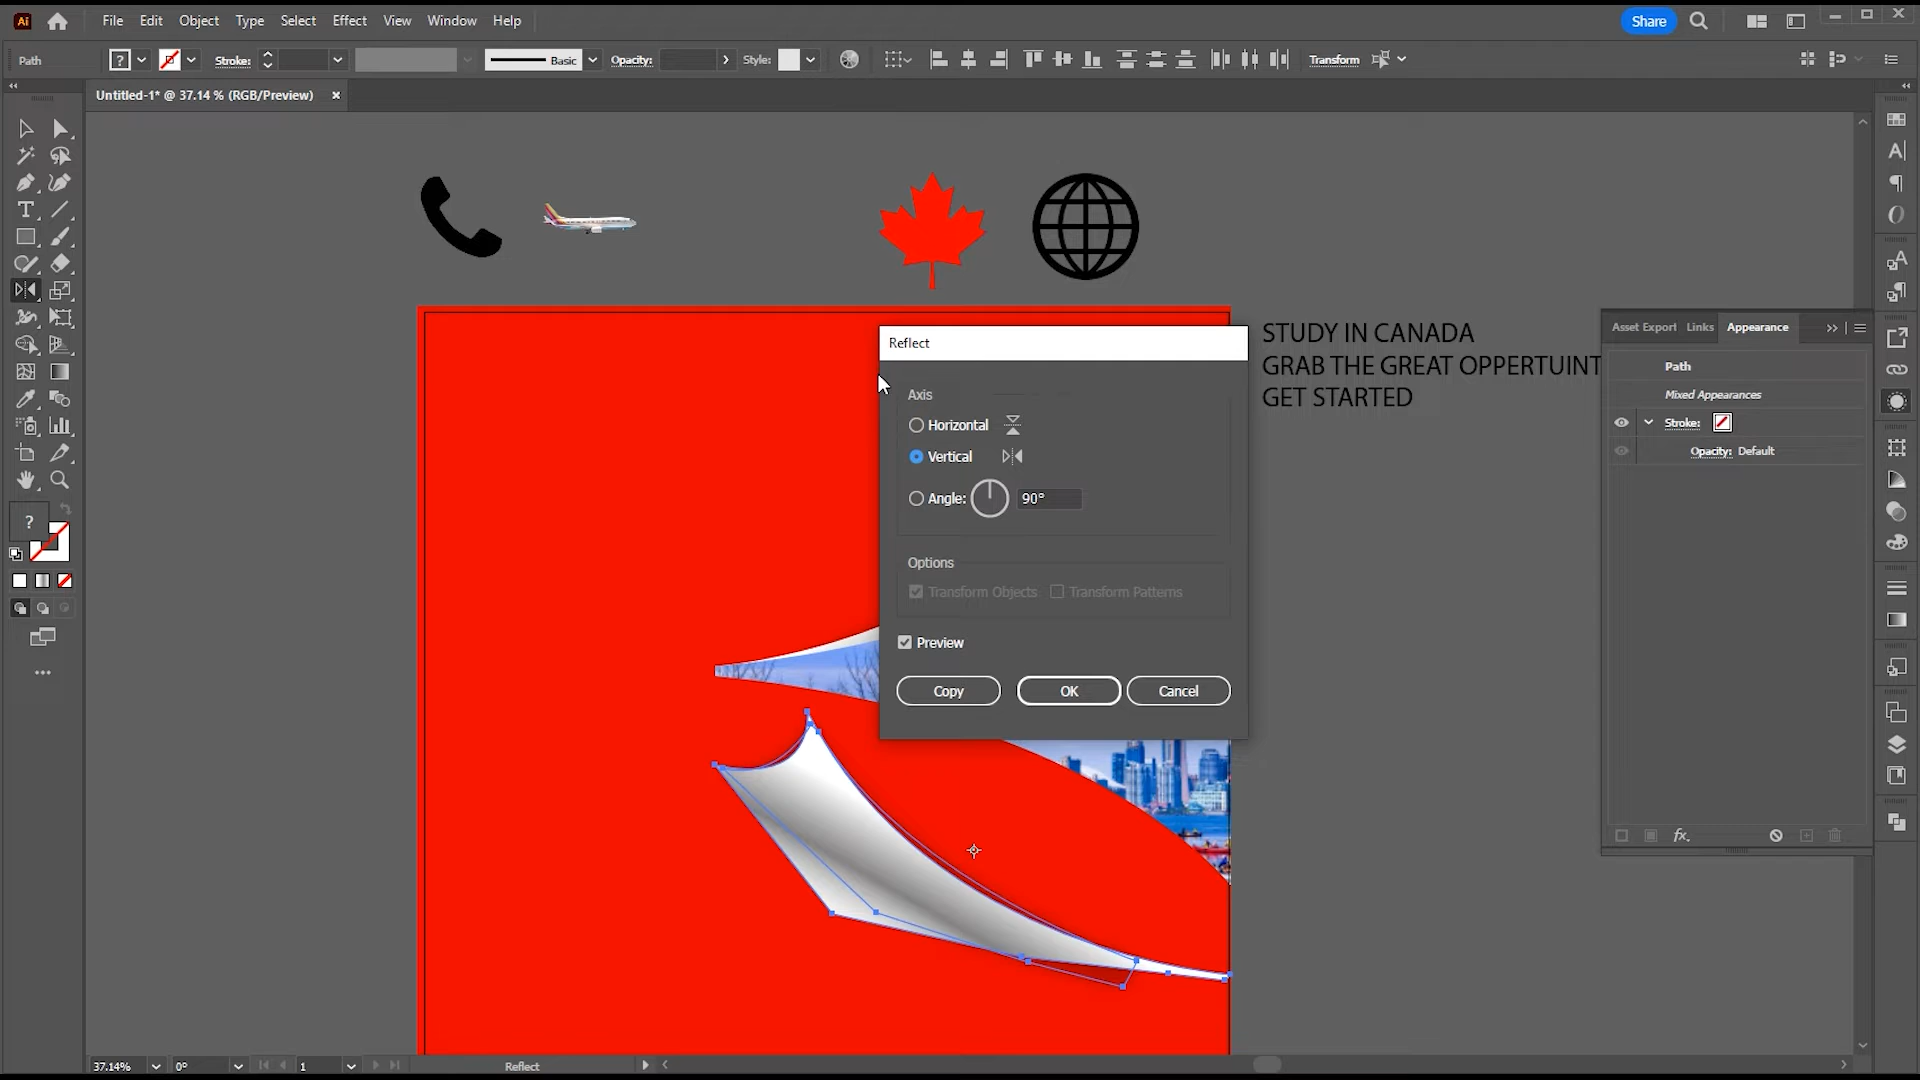 Ai File Edit Object Type Select Effect View Window Help Share
Path Stroke: Basic Opacity: Style: Transform
Untitled-1* @ 37.14 % (RGB/Preview)
STUDY IN CANADA
GRAB THE GREAT OPPERTUINT
GET STARTED
Asset Export Links Appearance
Path
Mixed Appearances
Stroke:
Opacity: Default
fx.
Reflect
Axis
Horizontal
Vertical
Angle: 90°
Options
Transform Objects Transform Patterns
Preview
Copy OK Cancel
37.14% 0° 1 Reflect